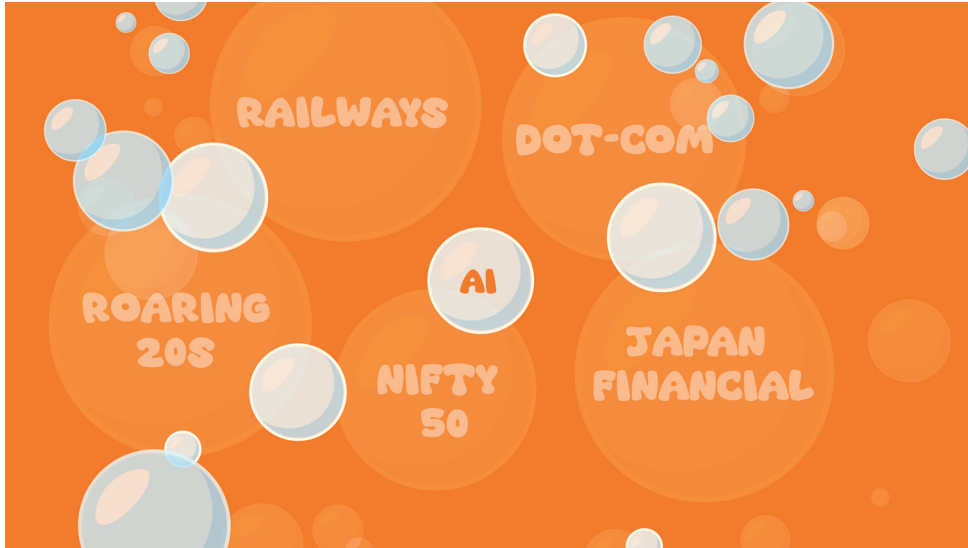 RAILWAYS
DOT-COM
AI
ROARING
20S
NIFTY
50
JAPAN
FINANCIAL